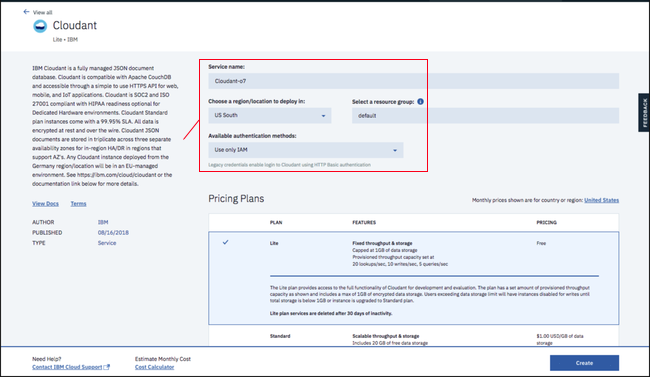 View all
Cloudant
Lite • IBM
IBM Cloudant is a fully managed JSON document
database. Cloudant is compatible with Apache CouchDB
and accessible through a simple to use HTTPS API for web,
mobile, and IoT applications. Cloudant is SOC2 and ISO
27001 compliant with HIPAA readiness optional for
Dedicated Hardware environments. Cloudant Standard
plan instances come with a 99.95% SLA. All data is
encrypted at rest and over the wire. Cloudant JSON
documents are stored in triplicate across three separate
availability zones for in-region HA/DR in regions that
support AZ's. Any Cloudant instance deployed from the
Germany region/location will be in an EU-managed
environment. See https://ibm.com/cloud/cloudant or the
documentation link below for more details.
View Docs
Terms
AUTHOR IBM
PUBLISHED 08/16/2018
TYPE Service
Service name:
Cloudant-o7
Choose a region/location to deploy in:
US South
Select a resource group:
default
Available authentication methods:
Use only IAM
Legacy credentials enable login to Cloudant using HTTP Basic authentication
FEEDBACK
Pricing Plans
Monthly prices shown are for country or region: United States
PLAN FEATURES PRICING
Lite
Fixed throughput & storage
Capped at 1GB of data storage
Provisioned throughput capacity set at
20 lookups/sec, 10 writes/sec, 5 queries/sec
Free
The Lite plan provides access to the full functionality of Cloudant for development and evaluation. The plan has a set amount of provisioned throughput
capacity as shown and includes a max of 1GB of encrypted data storage. Users exceeding data storage limit will have instances disabled for writes until
total storage is below 1GB or instance is upgraded to Standard plan.
Lite plan services are deleted after 30 days of inactivity.
Standard
Scalable throughput & storage
Includes 20 GB of free data storage
$1.00 USD/GB of data
storage
Need Help?
Contact IBM Cloud Support
Estimate Monthly Cost
Cost Calculator
Create